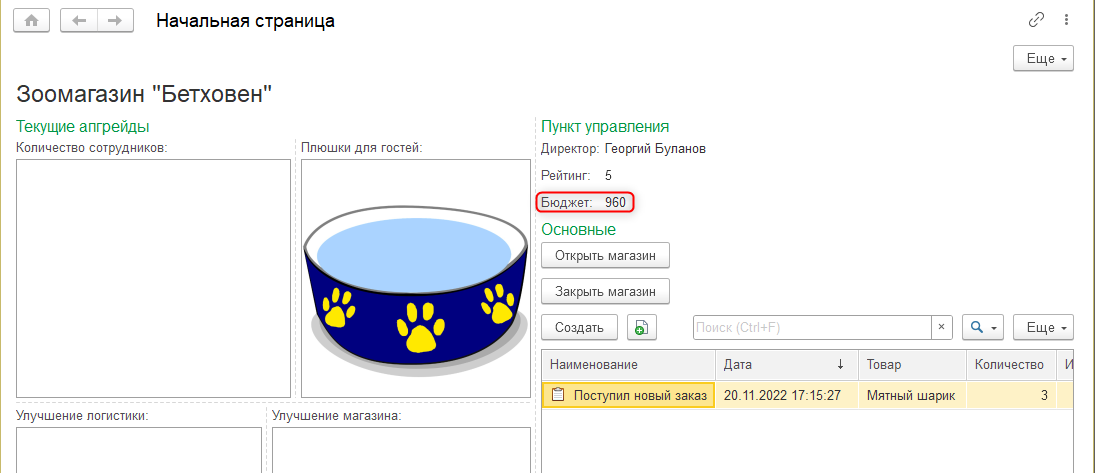 Начальная страница
Еще
Зоомагазин "Бетховен"
Текущие апгрейды
Количество сотрудников:
Плюшки для гостей:
Улучшение логистики:
Улучшение магазина:
Пункт управления
Директор: Георгий Буланов
Рейтинг: 5
Бюджет: 960
Основные
Открыть магазин
Закрыть магазин
Создать Поиск (Ctrl+F) × Еще
Наименование Дата ↓ Товар Количество И
Поступил новый заказ 20.11.2022 17:15:27 Мятный шарик 3